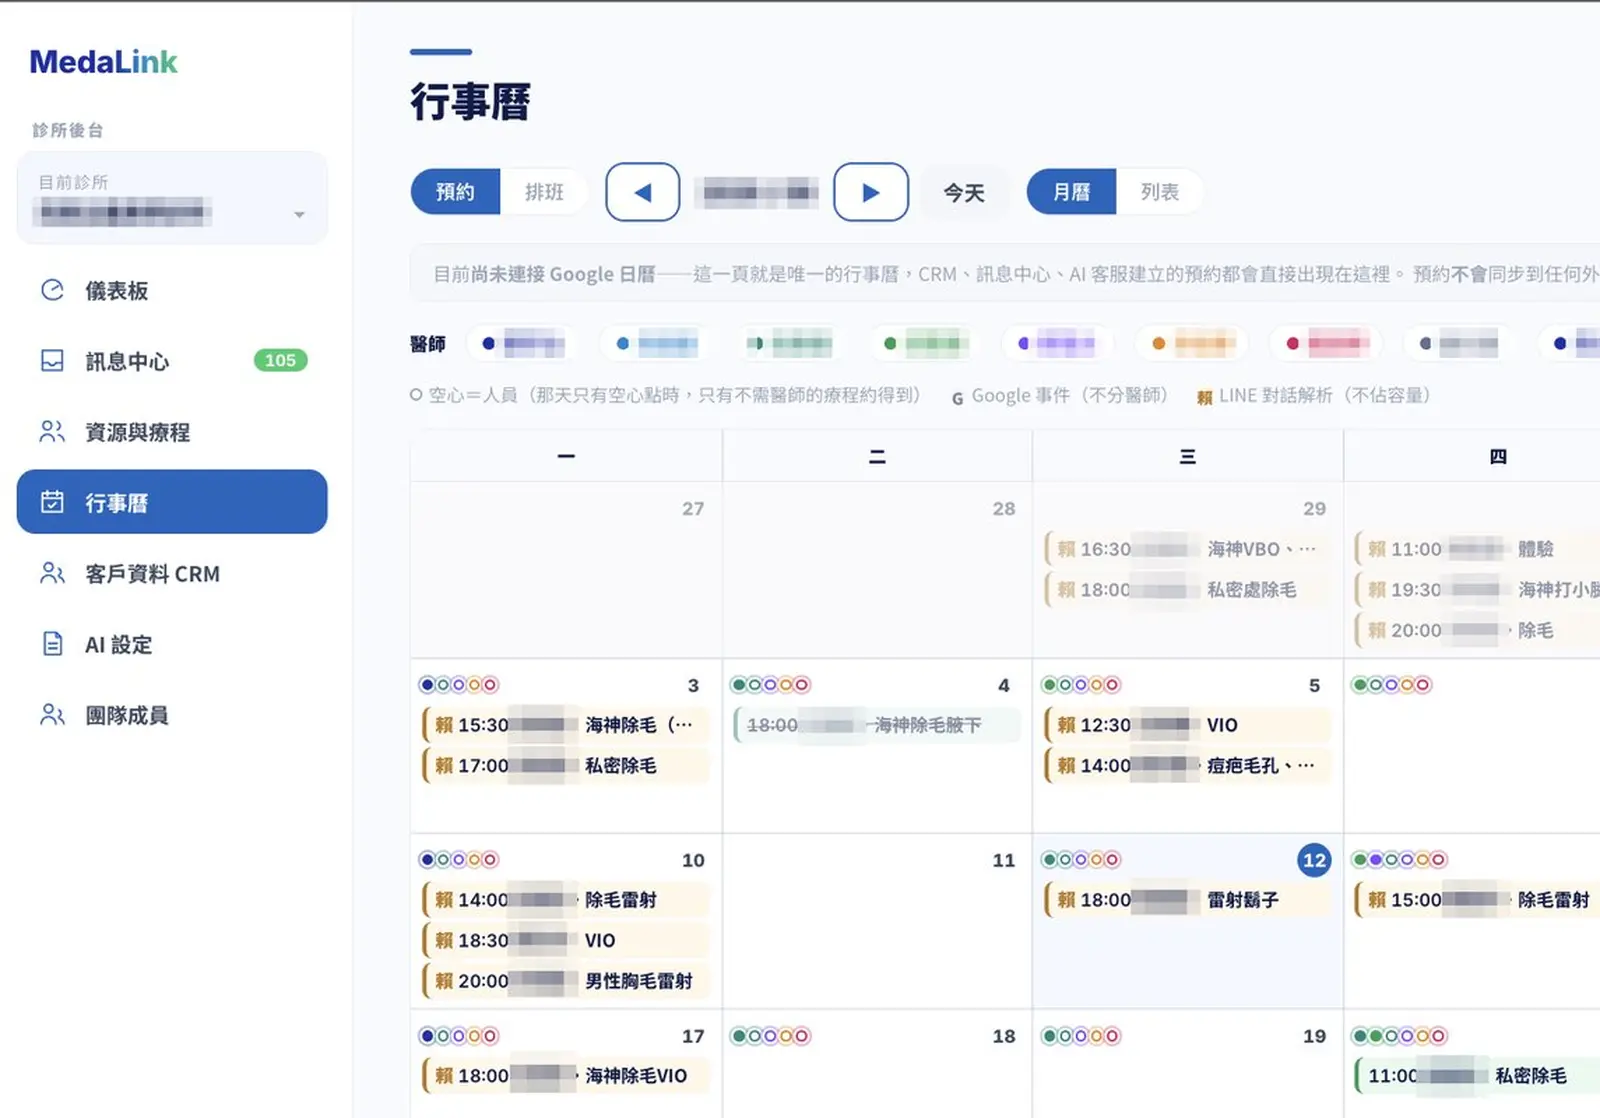 MedaLink
診所後台
目前診所
儀表板
訊息中心 105
資源與療程
行事曆
客戶資料 CRM
AI 設定
團隊成員
行事曆
預約 排班 今天 月曆 列表
目前尚未連接 Google 日曆——這一頁就是唯一的行事曆，CRM、訊息中心、AI 客服建立的預約都會直接出現在這裡。 預約不會同步到任何外
醫師
空心＝人員（那天只有空心點時，只有不需醫師的療程約得到） G Google 事件（不分醫師） 賴 LINE 對話解析（不佔容量）
一 二 三 四
27 28 29
賴 16:30 海神VBO、…
賴 18:00 私密處除毛
賴 11:00 體驗
賴 19:30 海神打小腿
賴 20:00 · 除毛
3
賴 15:30 海神除毛（…
賴 17:00 私密除毛
4
18:00 海神除毛腋下
5
賴 12:30 VIO
賴 14:00 · 痘疤毛孔、…
10
賴 14:00 · 除毛雷射
賴 18:30 VIO
賴 20:00 · 男性胸毛雷射
11
12
賴 18:00 雷射鬍子
賴 15:00 · 除毛雷射
17
賴 18:00 · 海神除毛VIO
18
19
11:00 私密除毛